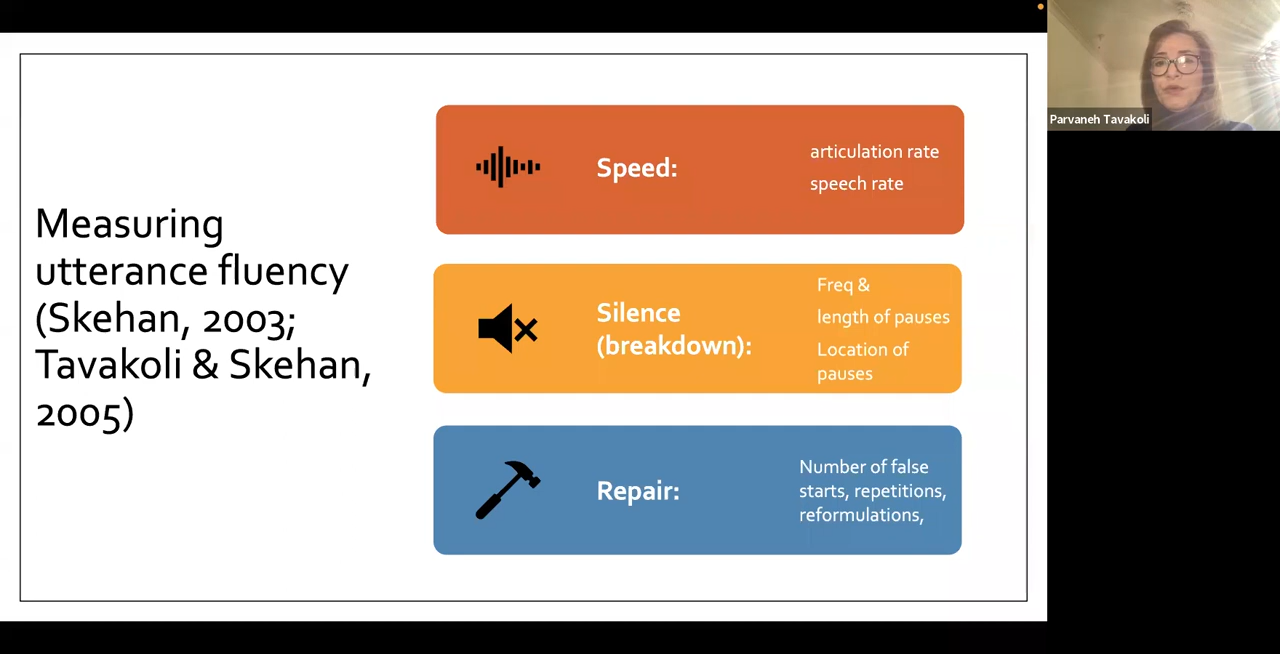 Measuring
utterance fluency
(Skehan, 2003;
Tavakoli & Skehan,
2005)
Speed:
articulation rate
speech rate
Silence
(breakdown):
Freq &
length of pauses
Location of
pauses
Repair:
Number of false
starts, repetitions,
reformulations,
Parvaneh Tavakoli